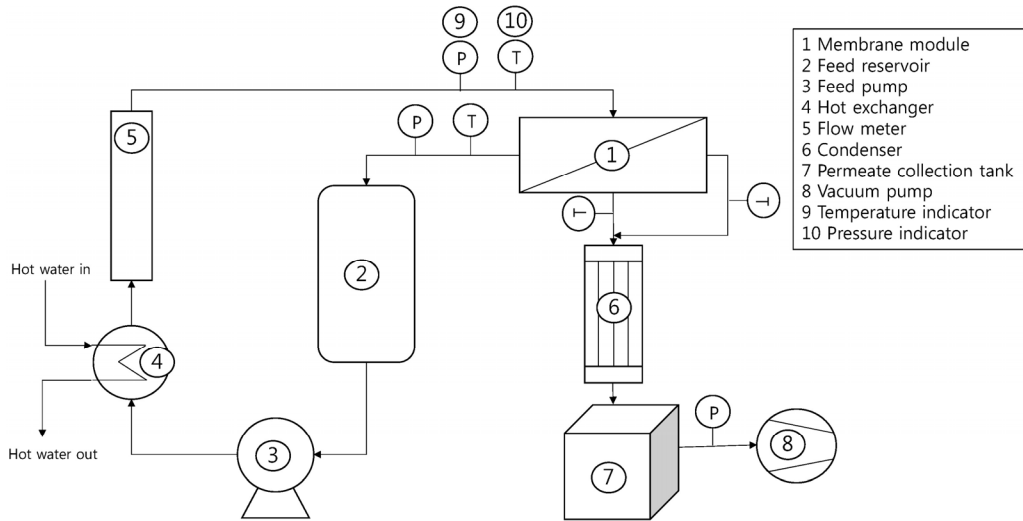 9 10
P T
1 Membrane module
2 Feed reservoir
3 Feed pump
4 Hot exchanger
5 Flow meter
6 Condenser
7 Permeate collection tank
8 Vacuum pump
9 Temperature indicator
10 Pressure indicator
P T
5
1
T
T
Hot water in
2
6
4
P
Hot water out
3
7
8